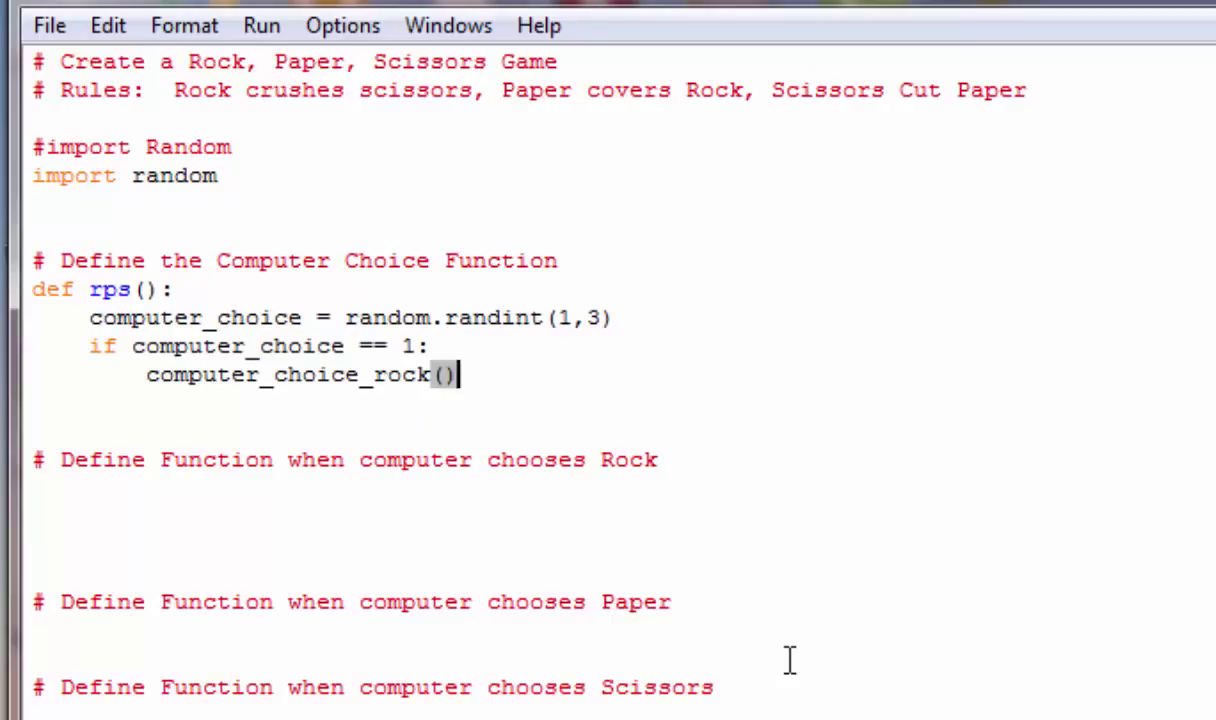 File Edit Format Run Options Windows Help
# Create a Rock, Paper, Scissors Game
# Rules:  Rock crushes scissors, Paper covers Rock, Scissors Cut Paper
#import Random
import random
# Define the Computer Choice Function
def rps():
    computer_choice = random.randint(1,3)
    if computer_choice == 1:
        computer_choice_rock()
# Define Function when computer chooses Rock
# Define Function when computer chooses Paper
# Define Function when computer chooses Scissors